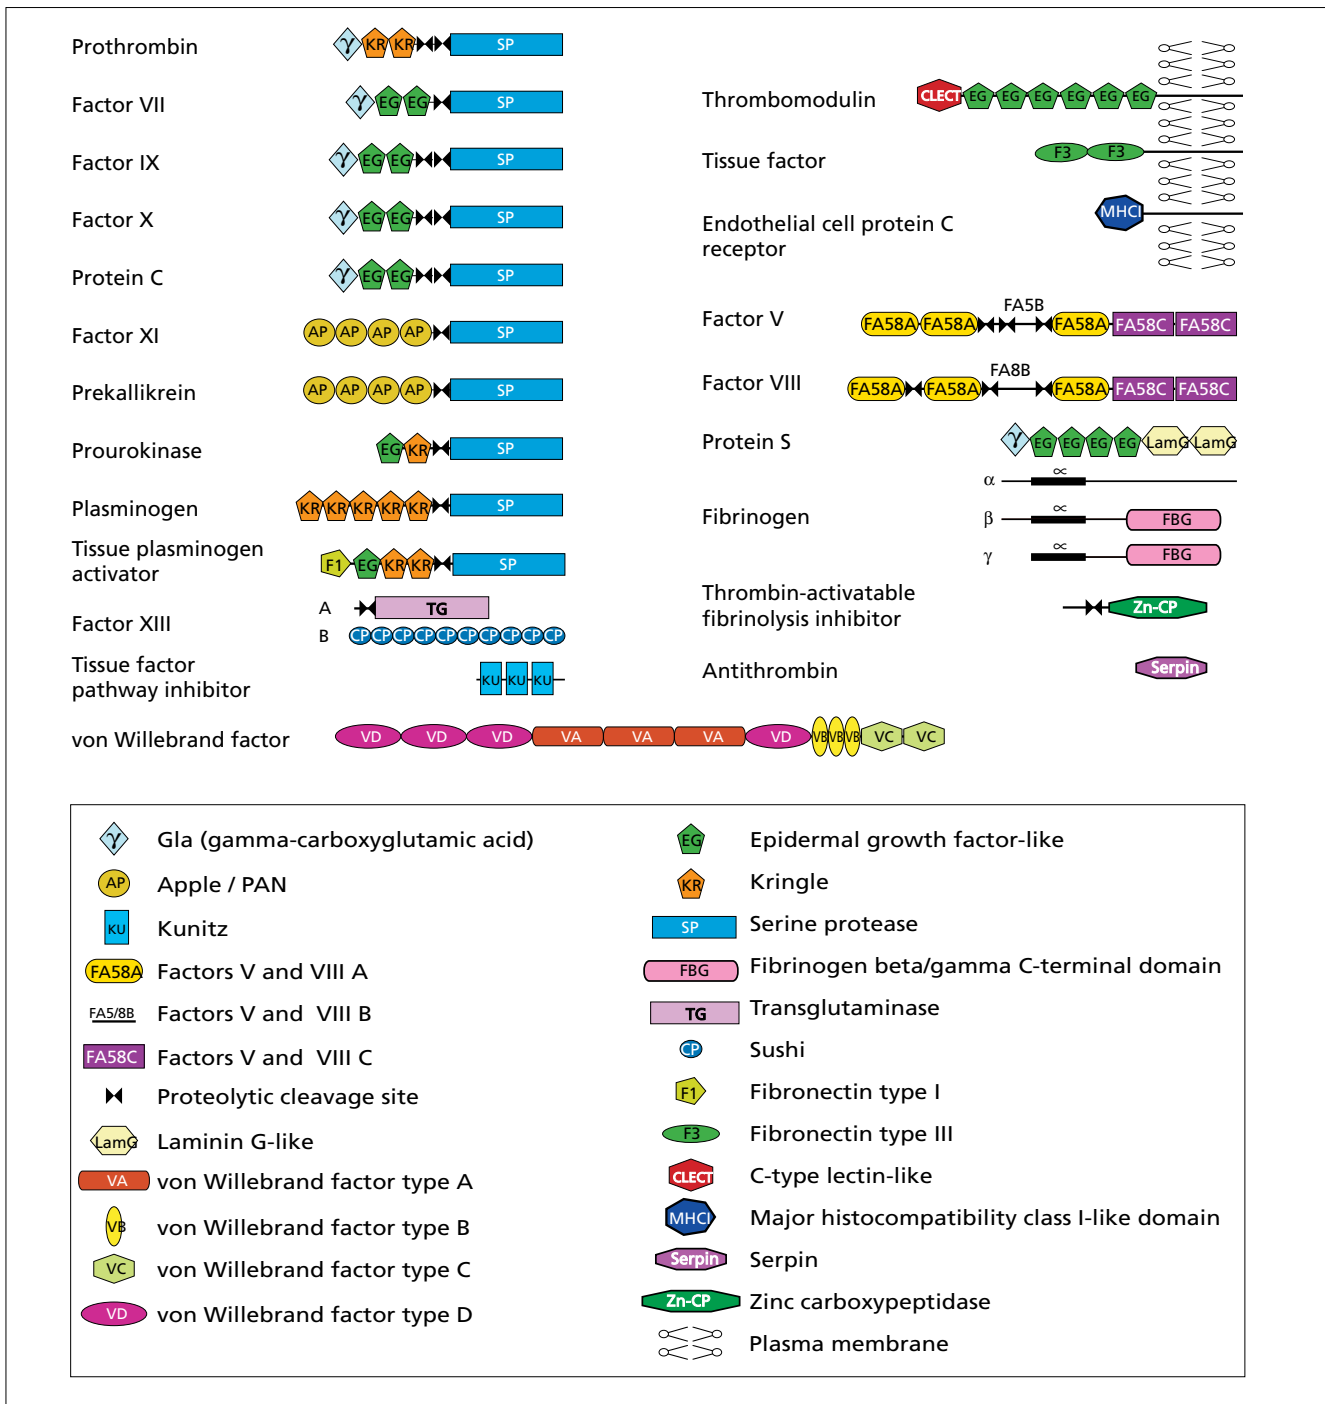 Prothrombin
γ KR KR SP
Factor VII
γ EG EG SP
Factor IX
γ EG EG SP
Factor X
γ EG EG SP
Protein C
γ EG EG SP
Factor XI
AP AP AP AP SP
Prekallikrein
AP AP AP AP SP
Prourokinase
EG KR SP
Plasminogen
KR KR KR KR KR SP
Tissue plasminogen
activator
F1 EG KR KR SP
Factor XIII
A TG
B CP CP CP CP CP CP CP CP CP CP
Tissue factor
pathway inhibitor
KU KU KU
von Willebrand factor
VD VD VD VA VA VA VD VB VB VB VC VC
Thrombomodulin
CLECT EG EG EG EG EG EG
Tissue factor
F3 F3
Endothelial cell protein C
receptor
MHCI
Factor V
FA5B
FA58A FA58A FA58A FA58C FA58C
Factor VIII
FA8B
FA58A FA58A FA58A FA58C FA58C
Protein S
γ EG EG EG EG LamG LamG
Fibrinogen
α ∝
β ∝ FBG
γ ∝ FBG
Thrombin-activatable
fibrinolysis inhibitor
Zn-CP
Antithrombin
Serpin
γ Gla (gamma-carboxyglutamic acid)
AP Apple / PAN
KU Kunitz
FA58A Factors V and VIII A
FA5/8B Factors V and VIII B
FA58C Factors V and VIII C
Proteolytic cleavage site
LamG Laminin G-like
VA von Willebrand factor type A
VB von Willebrand factor type B
VC von Willebrand factor type C
VD von Willebrand factor type D
EG Epidermal growth factor-like
KR Kringle
SP Serine protease
FBG Fibrinogen beta/gamma C-terminal domain
TG Transglutaminase
CP Sushi
F1 Fibronectin type I
F3 Fibronectin type III
CLECT C-type lectin-like
MHCI Major histocompatibility class I-like domain
Serpin Serpin
Zn-CP Zinc carboxypeptidase
Plasma membrane